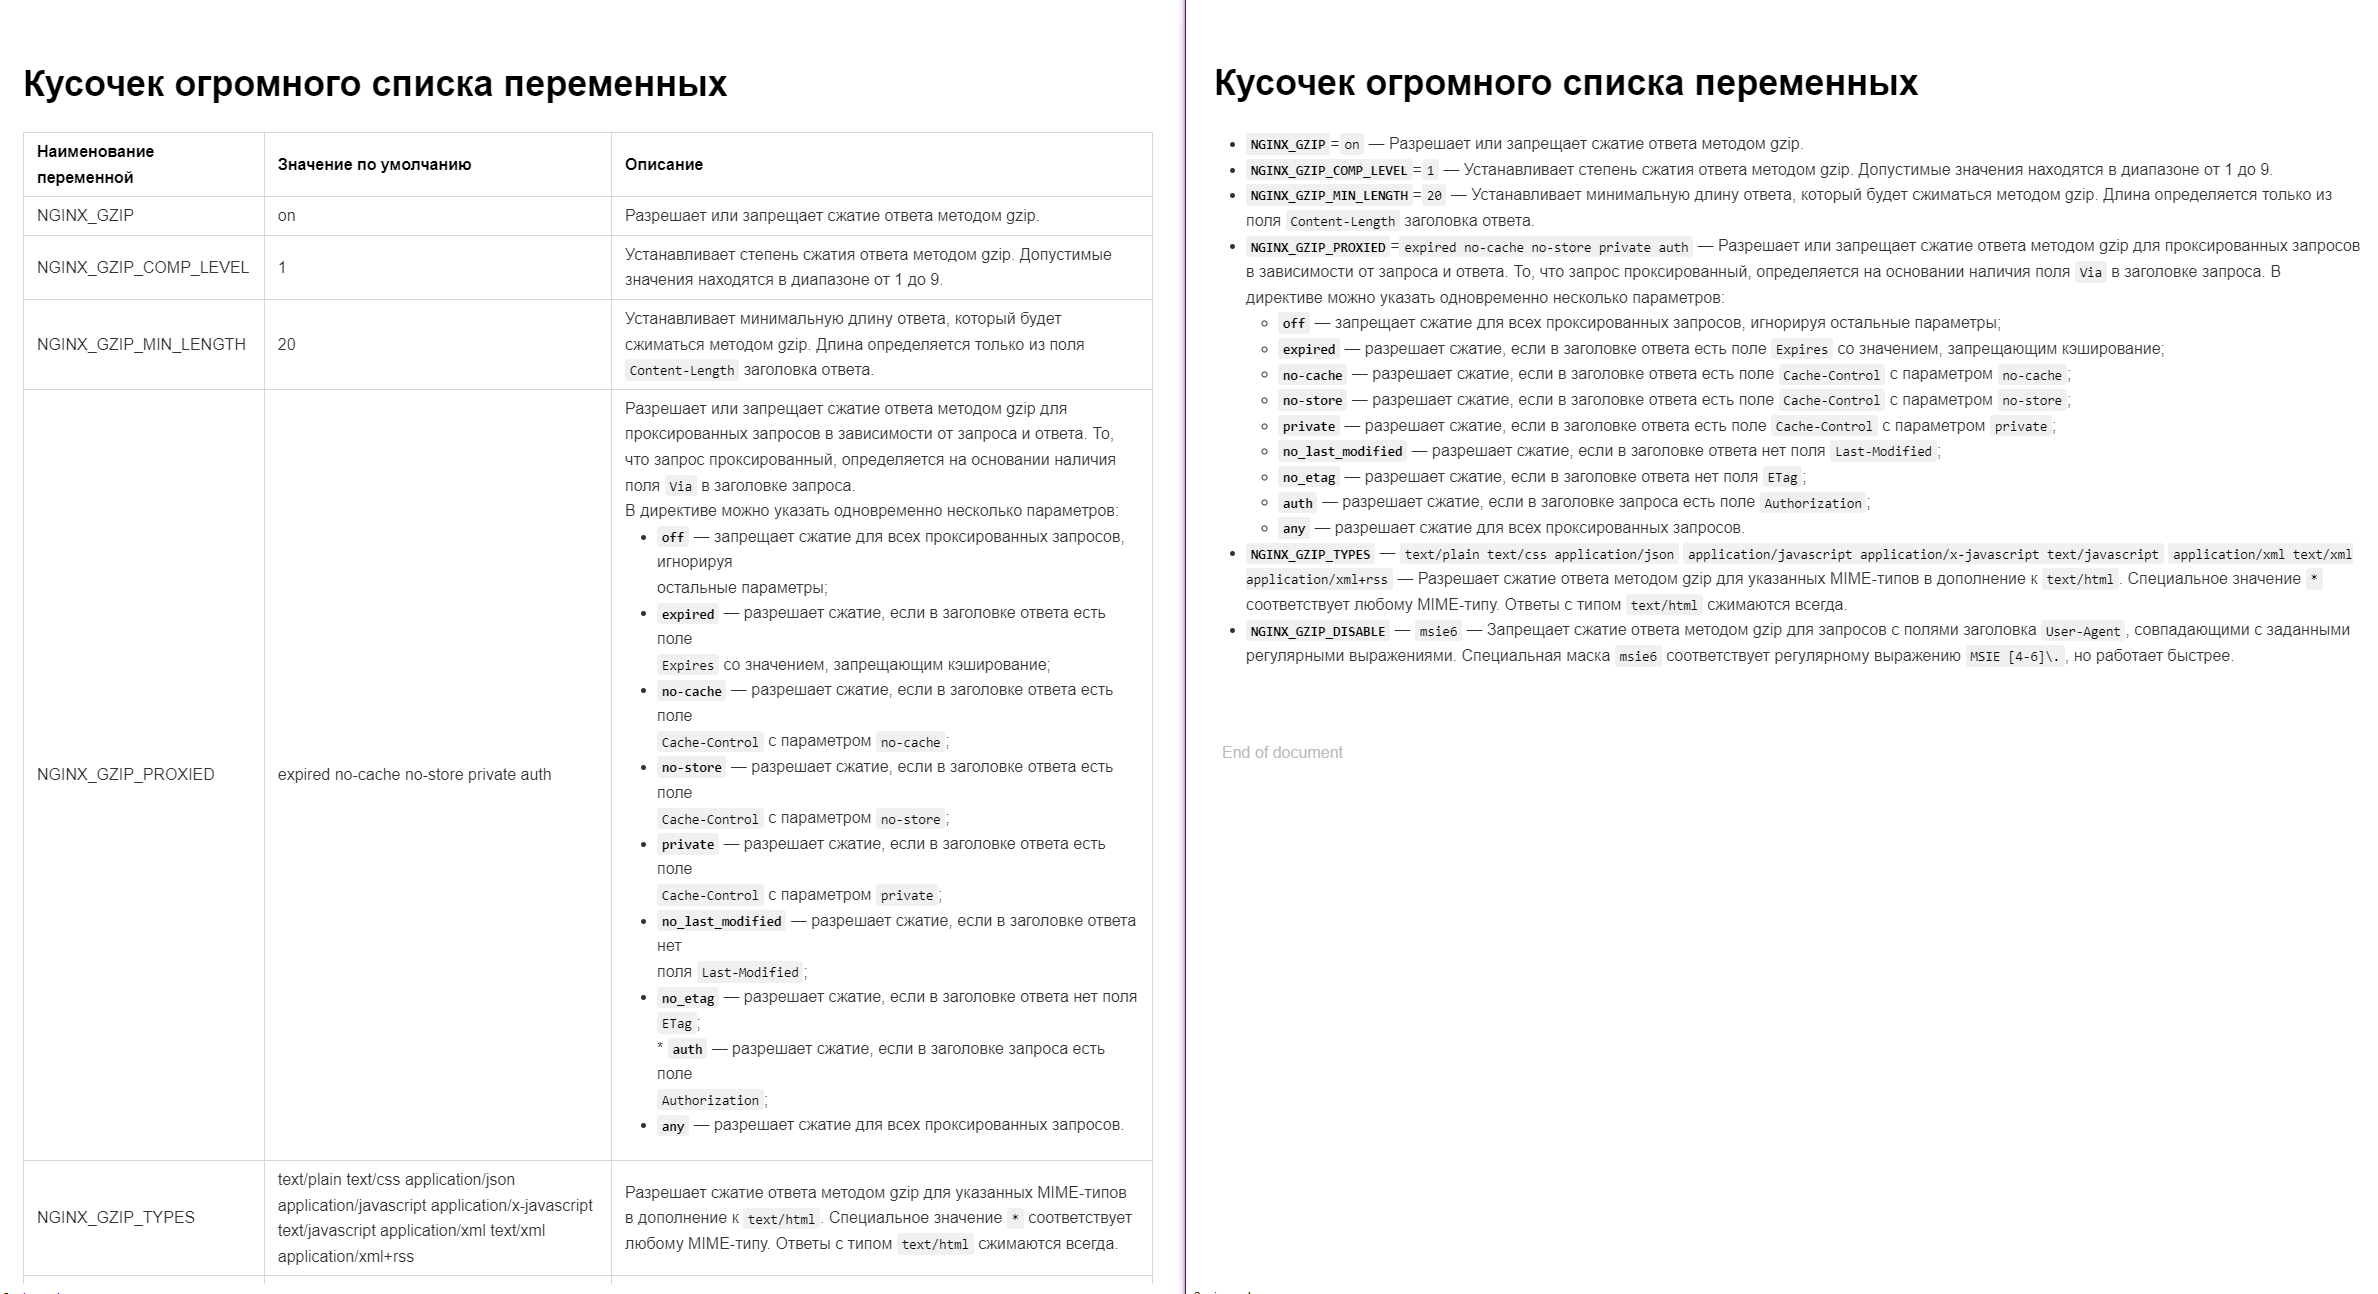 Кусочек огромного списка переменных
Наименование
переменной
Значение по умолчанию
Описание
NGINX_GZIP
on
Разрешает или запрещает сжатие ответа методом gzip.
NGINX_GZIP_COMP_LEVEL
1
Устанавливает степень сжатия ответа методом gzip. Допустимые
значения находятся в диапазоне от 1 до 9.
NGINX_GZIP_MIN_LENGTH
20
Устанавливает минимальную длину ответа, который будет
сжиматься методом gzip. Длина определяется только из поля
Content-Length заголовка ответа.
NGINX_GZIP_PROXIED
expired no-cache no-store private auth
Разрешает или запрещает сжатие ответа методом gzip для
проксированных запросов в зависимости от запроса и ответа. То,
что запрос проксированный, определяется на основании наличия
поля Via в заголовке запроса.
В директиве можно указать одновременно несколько параметров:
• off — запрещает сжатие для всех проксированных запросов,
игнорируя
остальные параметры;
• expired — разрешает сжатие, если в заголовке ответа есть
поле
Expires со значением, запрещающим кэширование;
• no-cache — разрешает сжатие, если в заголовке ответа есть
поле
Cache-Control с параметром no-cache;
• no-store — разрешает сжатие, если в заголовке ответа есть
поле
Cache-Control с параметром no-store;
• private — разрешает сжатие, если в заголовке ответа есть
поле
Cache-Control с параметром private;
• no_last_modified — разрешает сжатие, если в заголовке ответа
нет
поля Last-Modified;
• no_etag — разрешает сжатие, если в заголовке ответа нет поля
ETag;
* auth — разрешает сжатие, если в заголовке запроса есть
поле
Authorization;
• any — разрешает сжатие для всех проксированных запросов.
NGINX_GZIP_TYPES
text/plain text/css application/json
application/javascript application/x-javascript
text/javascript application/xml text/xml
application/xml+rss
Разрешает сжатие ответа методом gzip для указанных MIME-типов
в дополнение к text/html. Специальное значение * соответствует
любому MIME-типу. Ответы с типом text/html сжимаются всегда.
Кусочек огромного списка переменных
• NGINX_GZIP=on — Разрешает или запрещает сжатие ответа методом gzip.
• NGINX_GZIP_COMP_LEVEL=1 — Устанавливает степень сжатия ответа методом gzip. Допустимые значения находятся в диапазоне от 1 до 9.
• NGINX_GZIP_MIN_LENGTH=20 — Устанавливает минимальную длину ответа, который будет сжиматься методом gzip. Длина определяется только из
поля Content-Length заголовка ответа.
• NGINX_GZIP_PROXIED=expired no-cache no-store private auth — Разрешает или запрещает сжатие ответа методом gzip для проксированных запросов
в зависимости от запроса и ответа. То, что запрос проксированный, определяется на основании наличия поля Via в заголовке запроса. В
директиве можно указать одновременно несколько параметров:
◦ off — запрещает сжатие для всех проксированных запросов, игнорируя остальные параметры;
◦ expired — разрешает сжатие, если в заголовке ответа есть поле Expires со значением, запрещающим кэширование;
◦ no-cache — разрешает сжатие, если в заголовке ответа есть поле Cache-Control с параметром no-cache;
◦ no-store — разрешает сжатие, если в заголовке ответа есть поле Cache-Control с параметром no-store;
◦ private — разрешает сжатие, если в заголовке ответа есть поле Cache-Control с параметром private;
◦ no_last_modified — разрешает сжатие, если в заголовке ответа нет поля Last-Modified;
◦ no_etag — разрешает сжатие, если в заголовке ответа нет поля ETag;
◦ auth — разрешает сжатие, если в заголовке запроса есть поле Authorization;
◦ any — разрешает сжатие для всех проксированных запросов.
• NGINX_GZIP_TYPES — text/plain text/css application/json application/javascript application/x-javascript text/javascript application/xml text/xml
application/xml+rss — Разрешает сжатие ответа методом gzip для указанных MIME-типов в дополнение к text/html. Специальное значение *
соответствует любому MIME-типу. Ответы с типом text/html сжимаются всегда.
• NGINX_GZIP_DISABLE — msie6 — Запрещает сжатие ответа методом gzip для запросов с полями заголовка User-Agent, совпадающими с заданными
регулярными выражениями. Специальная маска msie6 соответствует регулярному выражению MSIE [4-6]\., но работает быстрее.
End of document